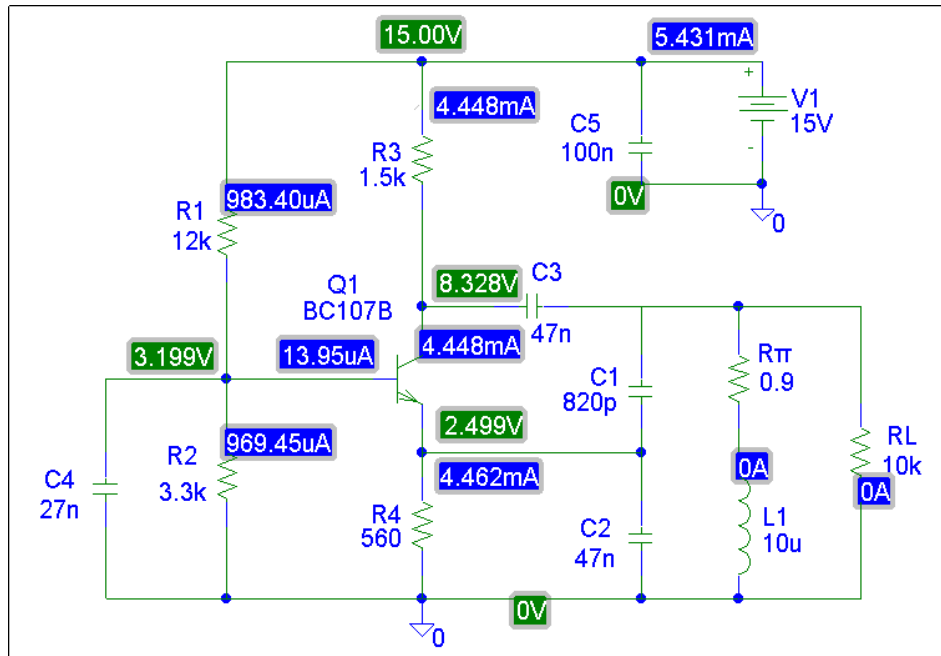 15.00V
5.431mA
+
V1
15V
-
4.448mA
C5
100n
R3
1.5k
0V
0
983.40uA
R1
12k
8.328V
C3
47n
Q1
BC107B
3.199V
13.95uA
4.448mA
C1
820p
Rπ
0.9
2.499V
969.45uA
R2
3.3k
4.462mA
0A
RL
10k
0A
C4
27n
R4
560
C2
47n
L1
10u
0V
0